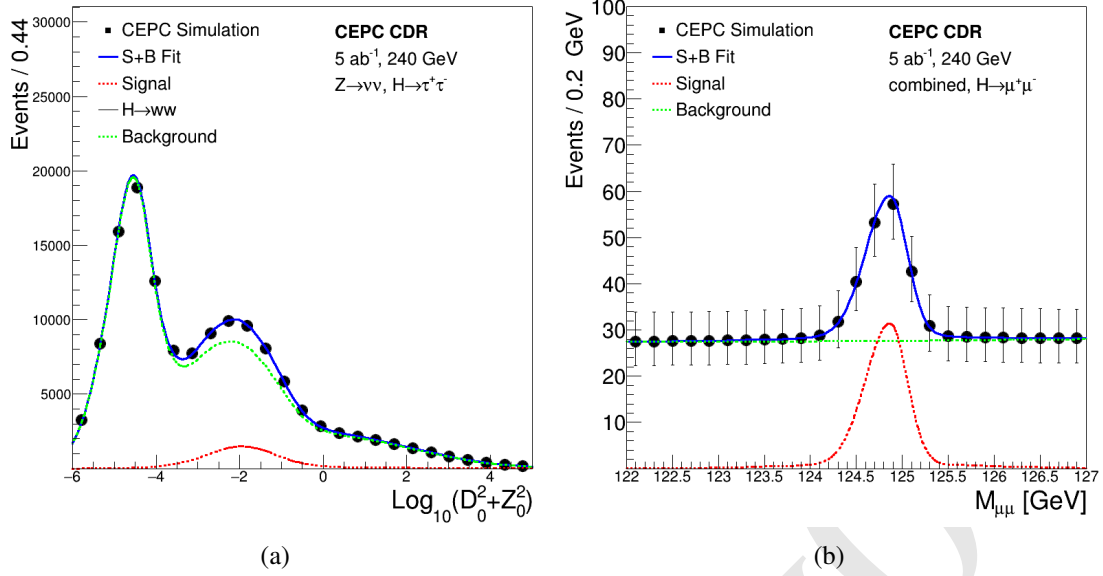 Events / 0.44
30000
25000
20000
15000
10000
5000
CEPC Simulation
S+B Fit
Signal
H→ww
Background
CEPC CDR
5 ab⁻¹, 240 GeV
Z→νν, H→τ⁺τ⁻
−6 −4 −2 0 2 4
Log₁₀(D₀²+Z₀²)
(a)
Events / 0.2 GeV
100
90
80
70
60
50
40
30
20
10
CEPC Simulation
S+B Fit
Signal
Background
CEPC CDR
5 ab⁻¹, 240 GeV
combined, H→μ⁺μ⁻
122 122.5 123 123.5 124 124.5 125 125.5 126 126.5 127
M_μμ [GeV]
(b)